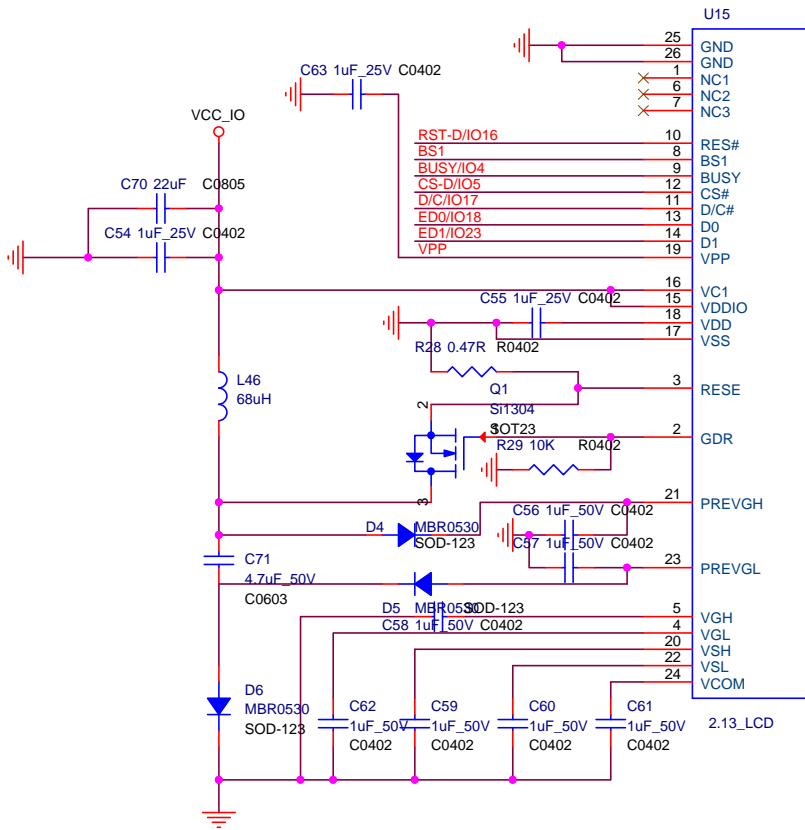 U15
25 GND
26 GND
C63 1uF_25V C0402
1 NC1
6 NC2
7 NC3
VCC_IO
RST-D/IO16 10 RES#
BS1 8 BS1
BUSY/IO4 9 BUSY
CS-D/IO5 12 CS#
D/C/IO17 11 D/C#
ED0/IO18 13 D0
ED1/IO23 14 D1
VPP 19 VPP
C70 22uF C0805
C54 1uF_25V C0402
16 VC1
15 VDDIO
C55 1uF_25V C0402
18 VDD
17 VSS
R28 0.47R R0402
L46
68uH
3 RESE
Q1
Si1304
SOT23
2
1
3
2 GDR
R29 10K R0402
21 PREVGH
C56 1uF_50V C0402
D4 MBR0530
SOD-123
C57 1uF_50V C0402
23 PREVGL
C71
4.7uF_50V
C0603
D5 MBR0530 SOD-123
C58 1uF_50V C0402
5 VGH
4 VGL
20 VSH
22 VSL
24 VCOM
D6
MBR0530
SOD-123
C62
1uF_50V
C0402
C59
1uF_50V
C0402
C60
1uF_50V
C0402
C61
1uF_50V
C0402
2.13_LCD